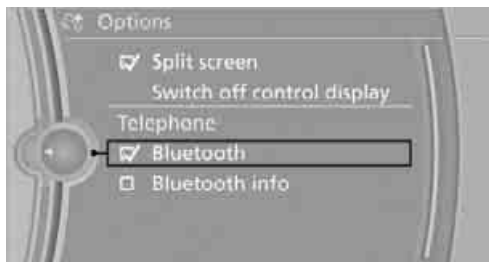 Options
Split screen
Switch off control display
Telephone
Bluetooth
Bluetooth info